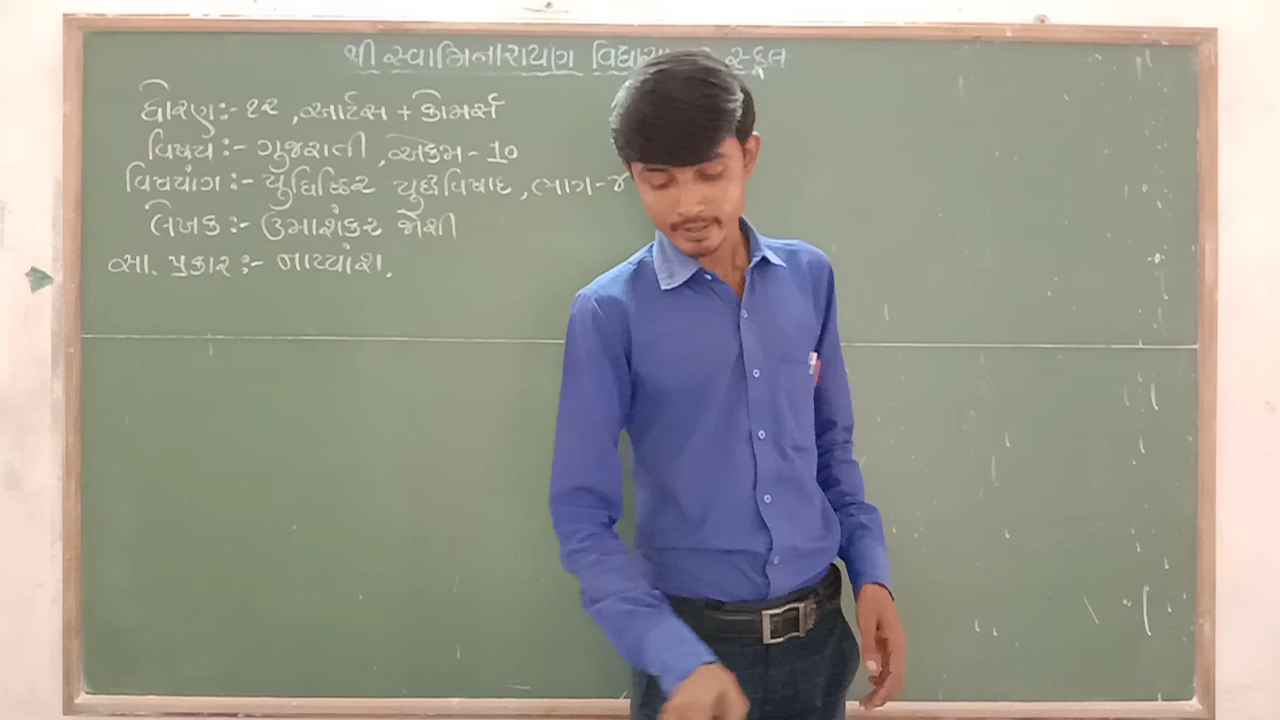 શ્રી સ્વામિનારાયણ સ્કૂલ
ધોરણઃ- ૧૨ , આર્ટસ + કોમર્સ
વિષયઃ- ગુજરાતી , એકમ - 10
વિષયાંગઃ- યુધિષ્ઠિર યુદ્ધવિષાદ , ભાગ-૪
લેખકઃ- ઉમાશંકર જોશી
સા. પ્રકારઃ- નાટ્યાંશ.